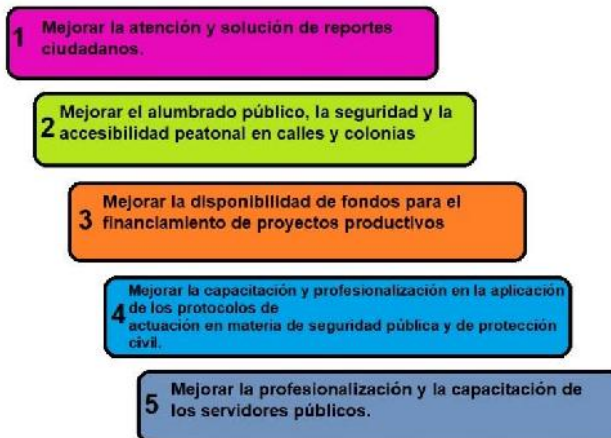 1 Mejorar la atención y solución de reportes
ciudadanos.
2 Mejorar el alumbrado público, la seguridad y la
accesibilidad peatonal en calles y colonias
3 Mejorar la disponibilidad de fondos para el
financiamiento de proyectos productivos
4 Mejorar la capacitación y profesionalización en la aplicación
de los protocolos de
actuación en materia de seguridad pública y de protección
civil.
5 Mejorar la profesionalización y la capacitación de
los servidores públicos.